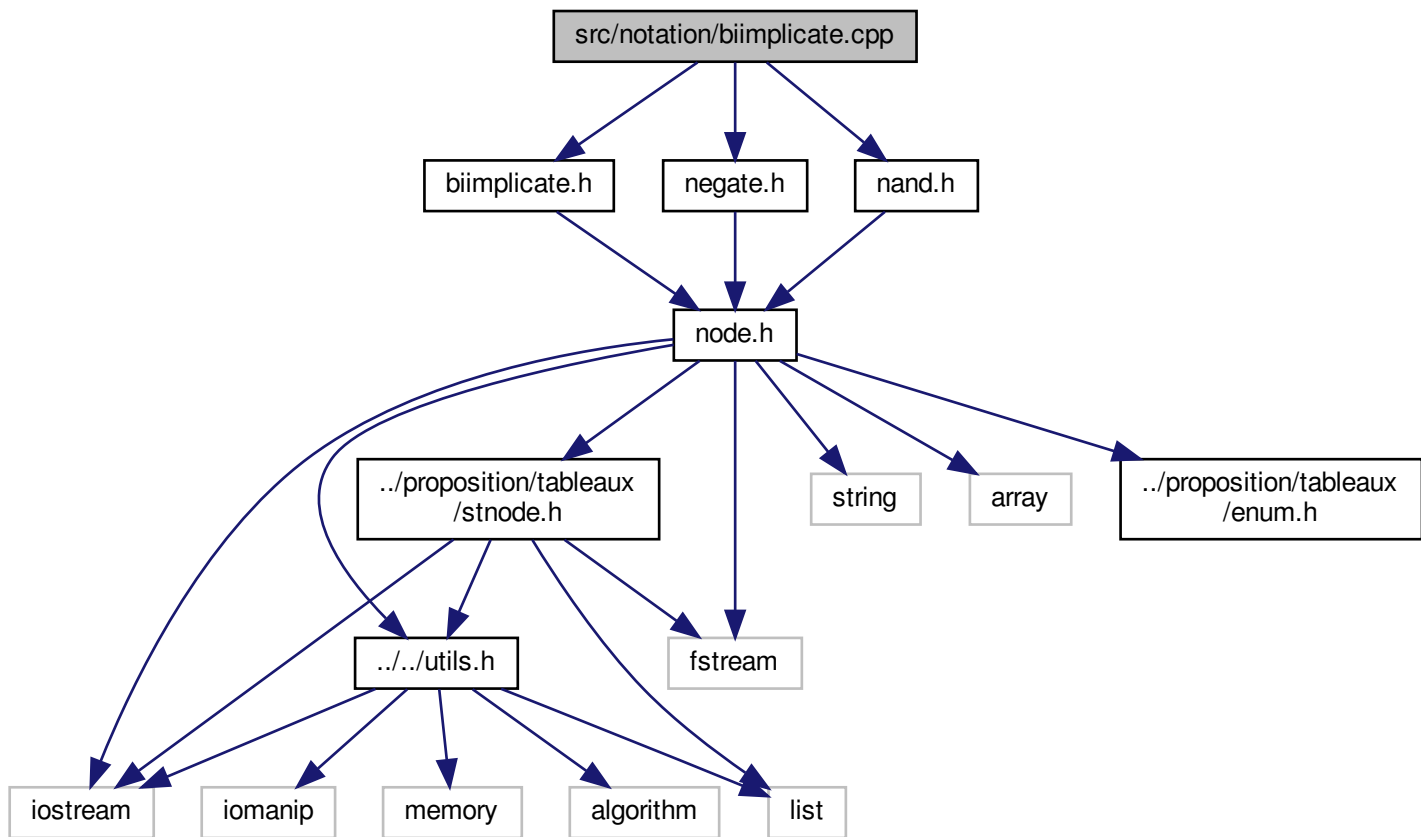 src/notation/biimplicate.cpp
biimplicate.h
negate.h
nand.h
node.h
../proposition/tableaux
/stnode.h
string
array
../proposition/tableaux
/enum.h
../../utils.h
fstream
iostream
iomanip
memory
algorithm
list